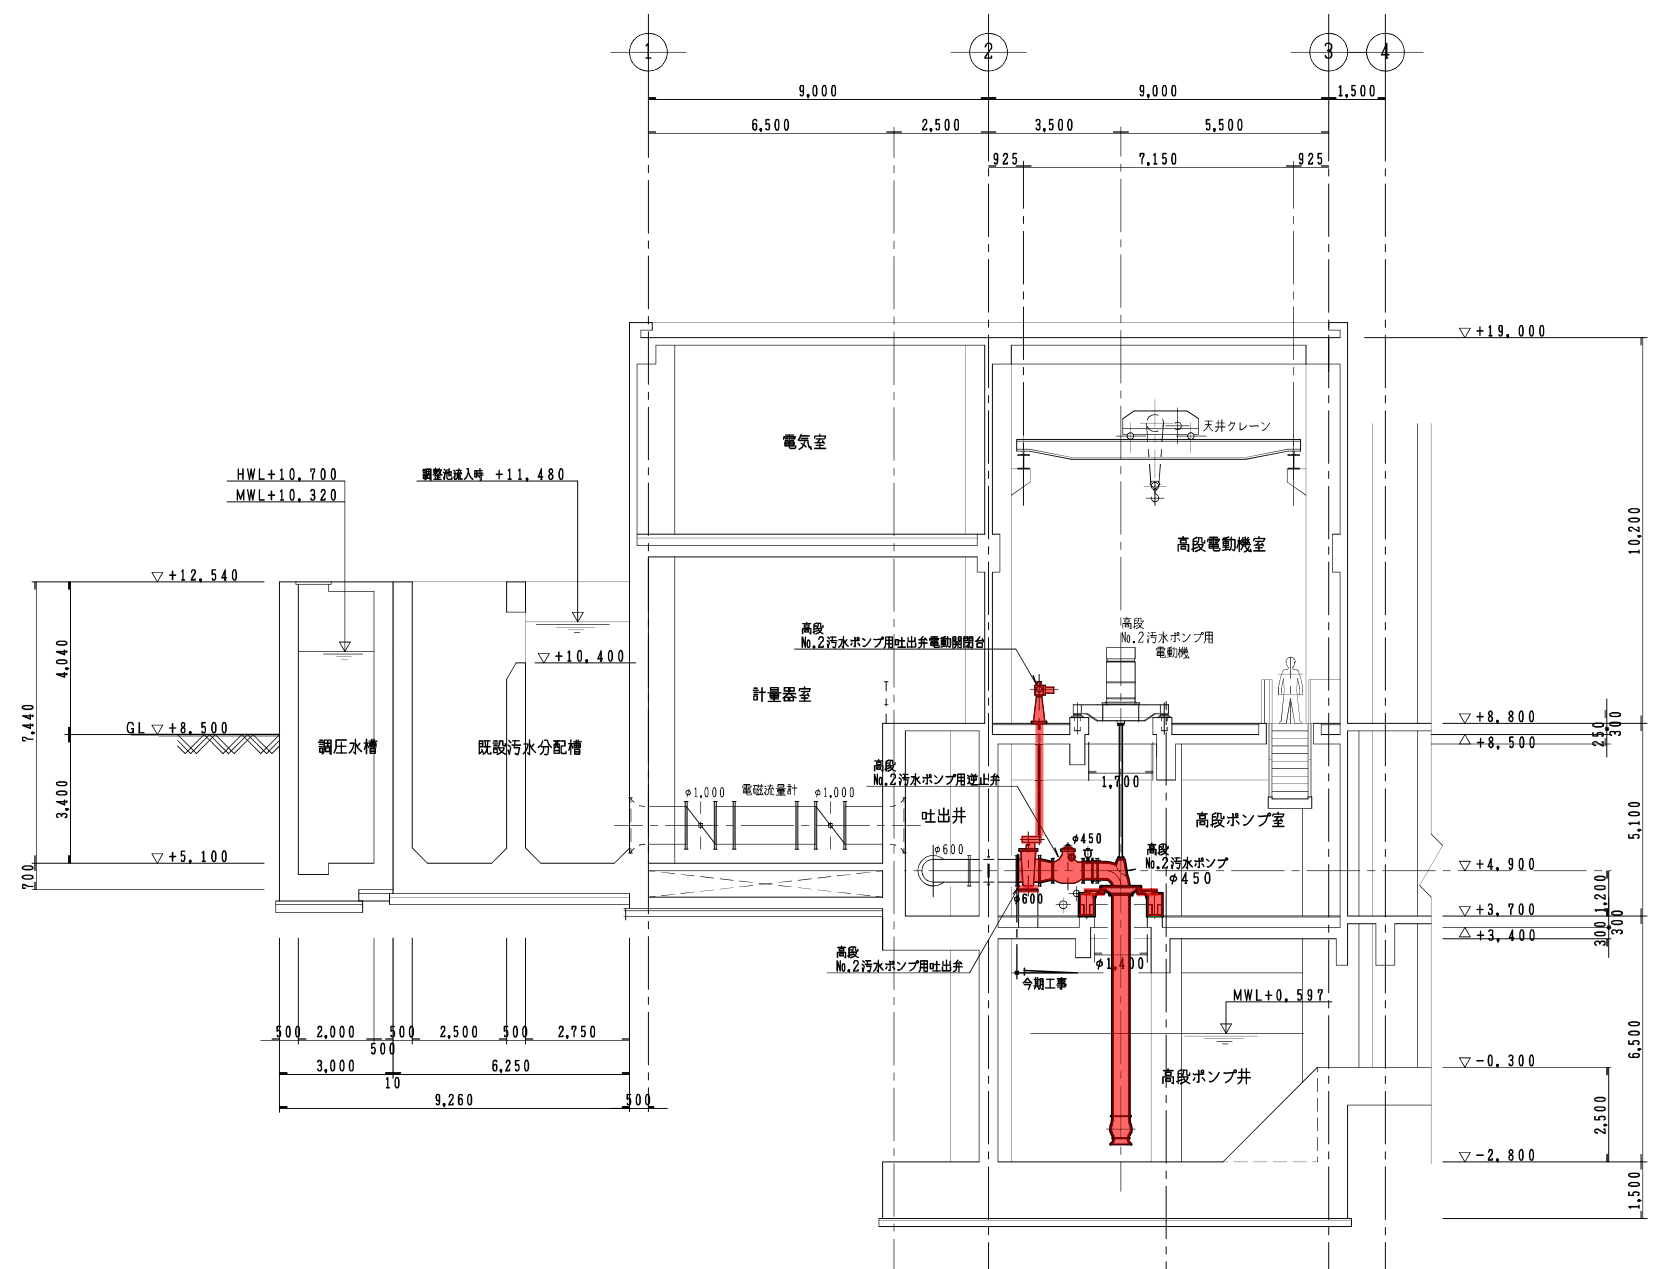 1
2
3
4
9,000
9,000
1,500
6,500
2,500
3,500
5,500
925
7,150
925
+19,000
天井クレーン
電気室
HWL+10,700
MWL+10,320
調整池流入時 +11,480
高段電動機室
10,200
+12,540
高段
No.2汚水ポンプ用吐出弁電動開閉台
高段
No.2汚水ポンプ用
電動機
+10,400
4,040
7,440
計量器室
GL +8,500
+8,800
+8,500
250
300
調圧水槽
既設汚水分配槽
高段
No.2汚水ポンプ用逆止弁
1,700
φ1,000
電磁流量計
φ1,000
3,400
吐出井
高段ポンプ室
5,100
φ450
φ600
高段
No.2汚水ポンプ
φ450
+5,100
+4,900
700
φ600
1,200
+3,700
300
300
+3,400
高段
No.2汚水ポンプ用吐出弁
φ1,400
今期工事
MWL+0,597
500
2,000
500
500
2,500
500
2,750
6,500
3,000
10
6,250
-0,300
高段ポンプ井
9,260
500
2,500
-2,800
1,500